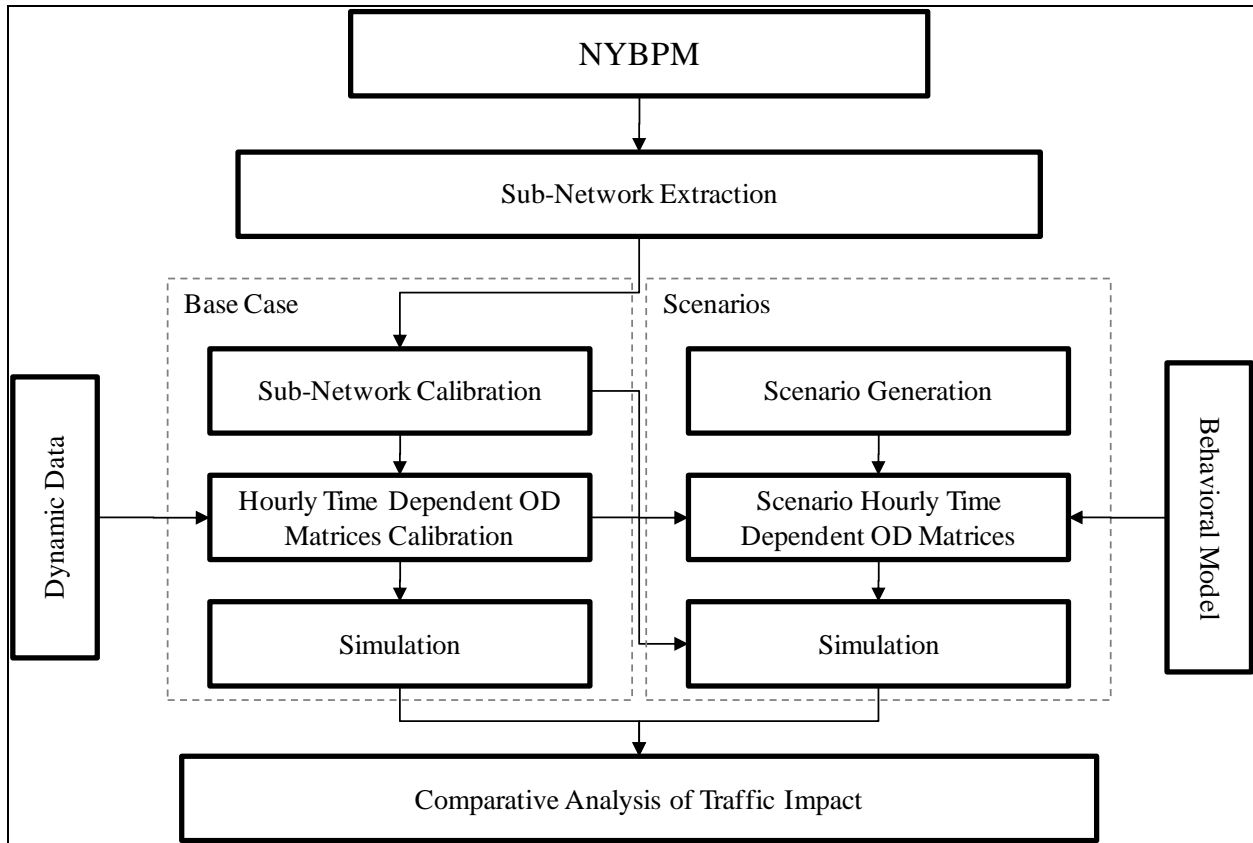 NYBPM
Sub-Network Extraction
Base Case
Scenarios
Sub-Network Calibration
Scenario Generation
Dynamic Data
Hourly Time Dependent OD
Matrices Calibration
Scenario Hourly Time
Dependent OD Matrices
Behavioral Model
Simulation
Simulation
Comparative Analysis of Traffic Impact